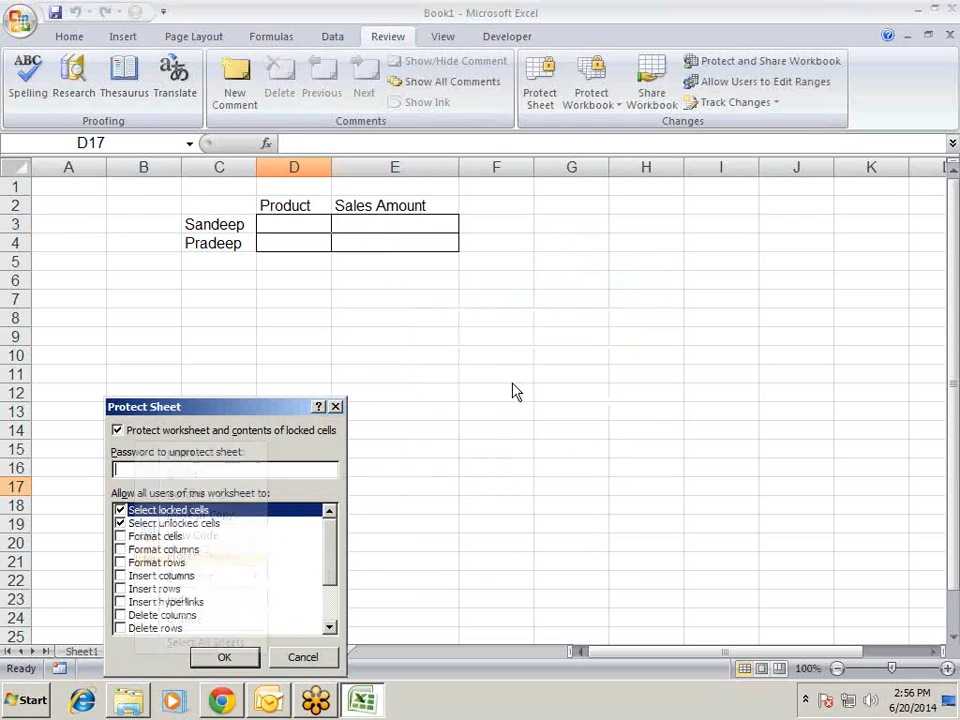 Book1 - Microsoft Excel
Home Insert Page Layout Formulas Data Review View Developer
ABC
Spelling Research Thesaurus Translate
Proofing
New Comment
Delete Previous Next
Show/Hide Comment
Show All Comments
Show Ink
Comments
Protect Sheet
Protect Workbook
Share Workbook
Protect and Share Workbook
Allow Users to Edit Ranges
Track Changes
Changes
D17
fx
A B C D E F G H I J K
1
2 Product Sales Amount
3 Sandeep
4 Pradeep
5
6
7
8
9
10
11
12
13
14
15
16
17
18
19
20
21
22
23
24
25
Protect Sheet
Protect worksheet and contents of locked cells
Password to unprotect sheet:
Allow all users of this worksheet to:
Select locked cells
Select unlocked cells
Format cells
Format columns
Format rows
Insert columns
Insert rows
Insert hyperlinks
Delete columns
Delete rows
Select All Sheets
OK Cancel
Sheet1
Ready 100%
Start 2:56 PM
6/20/2014